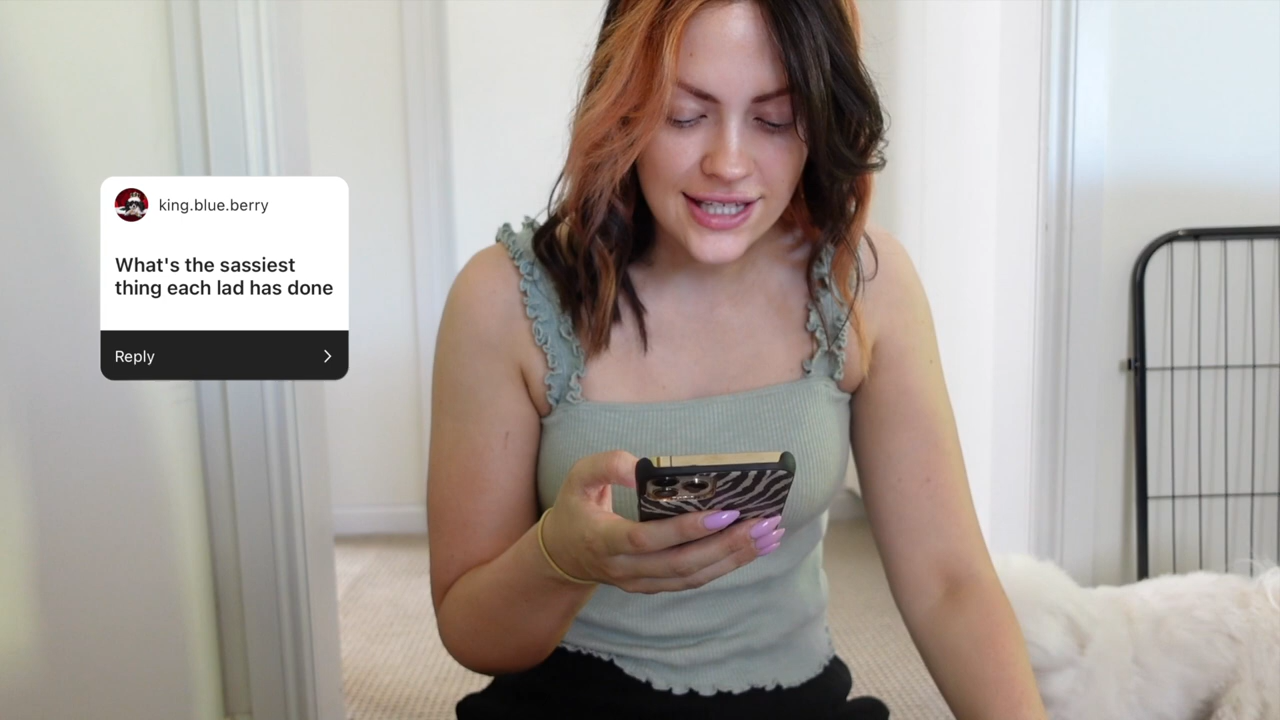 king.blue.berry
What's the sassiest
thing each lad has done
Reply